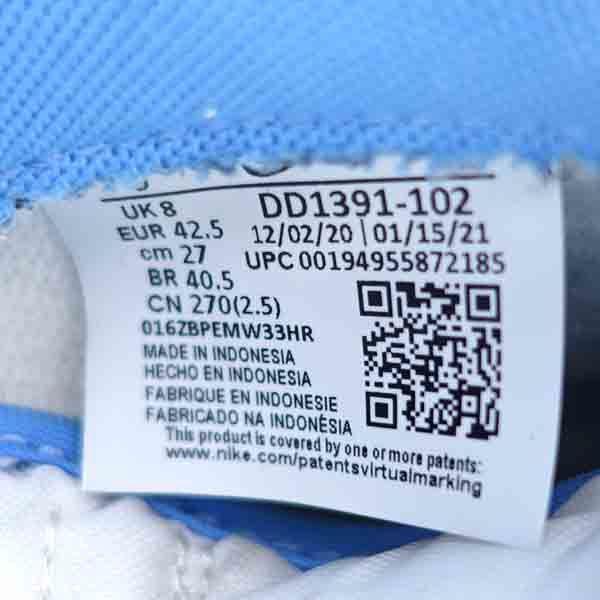 UK 8
EUR 42.5
cm 27
BR 40.5
CN 270(2.5)
016ZBPEMW33HR
DD1391-102
12/02/20 | 01/15/21
UPC 00194955872185
MADE IN INDONESIA
HECHO EN INDONESIA
FABRIQUE EN INDONESIE
FABRICADO NA INDONÉSIA
This product is covered by one or more patents:
www.nike.com/patentsvirtualmarking